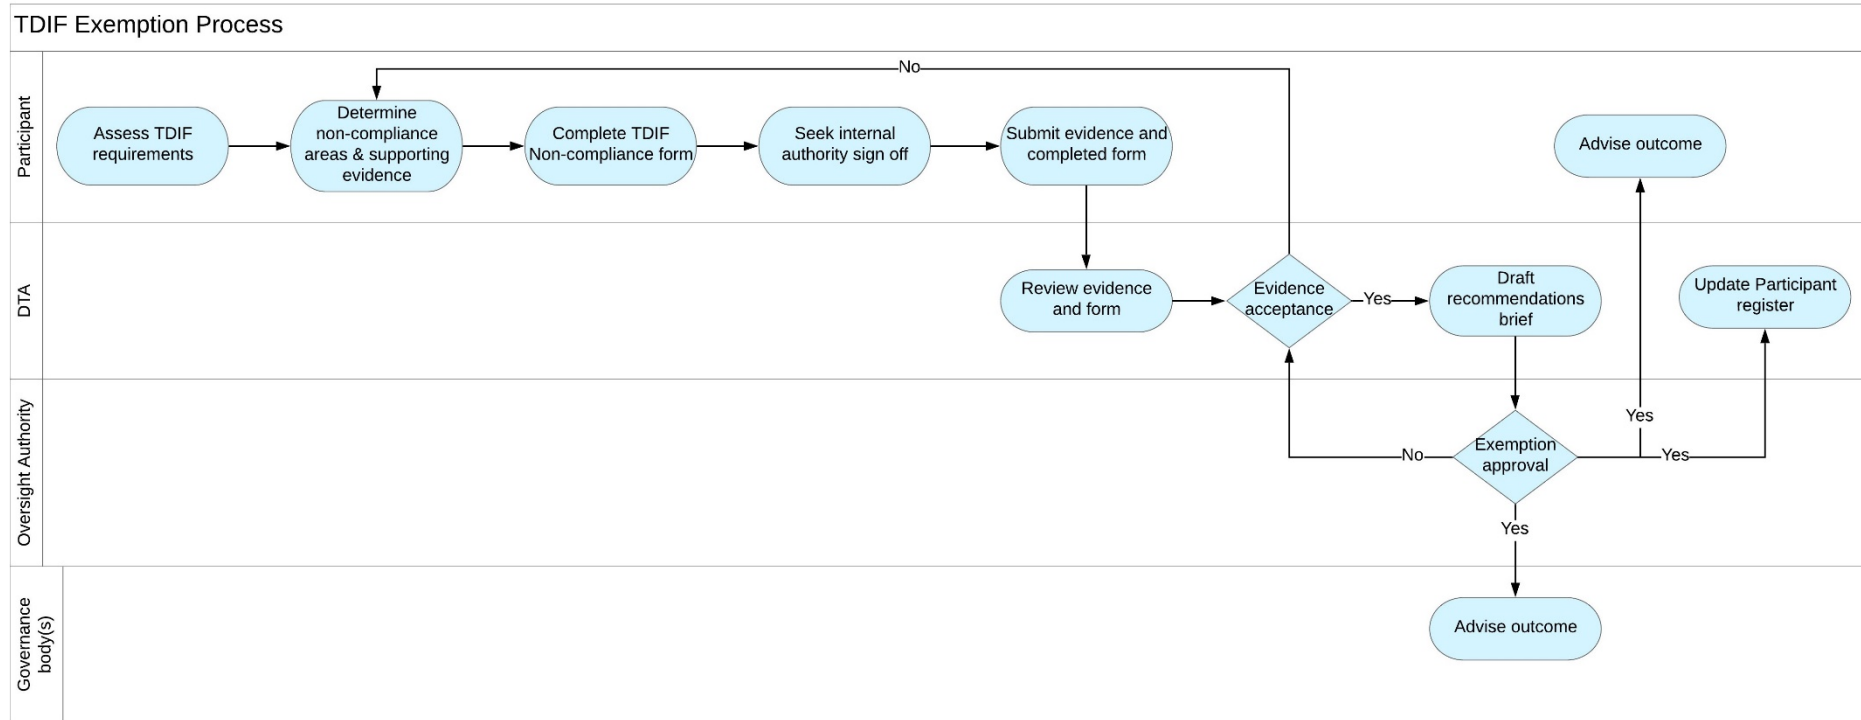 TDIF Exemption Process
Participant
No
Assess TDIF
requirements
Determine
non-compliance
areas & supporting
evidence
Complete TDIF
Non-compliance form
Seek internal
authority sign off
Submit evidence and
completed form
Advise outcome
DTA
Review evidence
and form
Evidence
acceptance
Yes
Draft
recommendations
brief
Update Participant
register
Oversight Authority
No
Exemption
approval
Yes
Yes
Yes
Governance
body(s)
Advise outcome